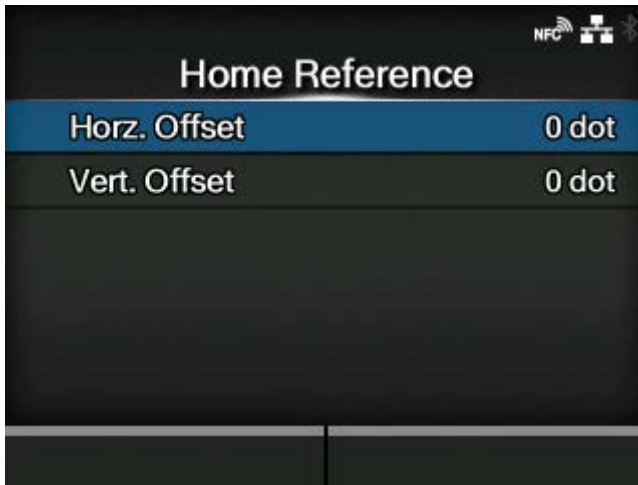 NFC
Home Reference
Horz. Offset 0 dot
Vert. Offset 0 dot